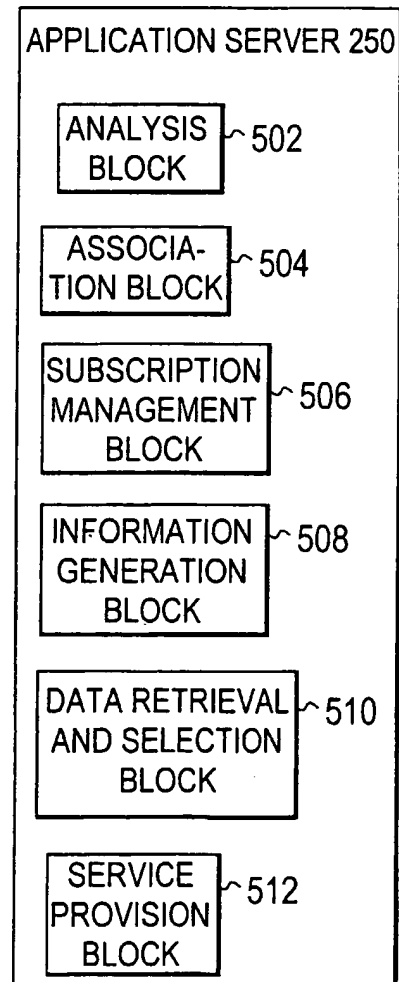 APPLICATION SERVER 250
ANALYSIS
BLOCK
502
ASSOCIA-
TION BLOCK
504
SUBSCRIPTION
MANAGEMENT
BLOCK
506
INFORMATION
GENERATION
BLOCK
508
DATA RETRIEVAL
AND SELECTION
BLOCK
510
SERVICE
PROVISION
BLOCK
512